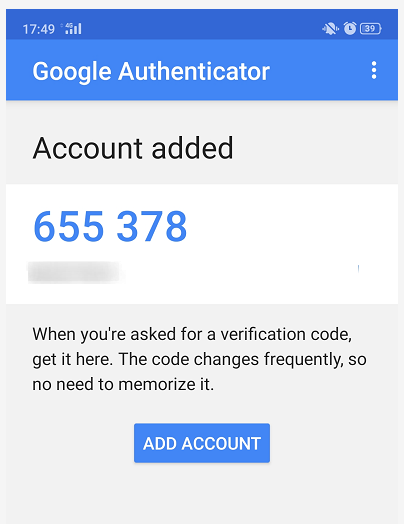 17:49 4G 39
Google Authenticator
Account added
655 378
When you're asked for a verification code,
get it here. The code changes frequently, so
no need to memorize it.
ADD ACCOUNT